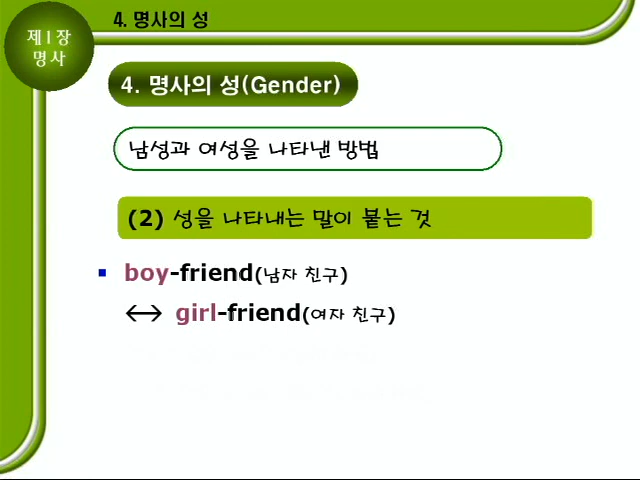 4. 명사의 성
제1장
명사
4. 명사의 성(Gender)
남성과 여성을 나타낸 방법
(2) 성을 나타내는 말이 붙는 것
▪ boy-friend(남자 친구)
↔ girl-friend(여자 친구)